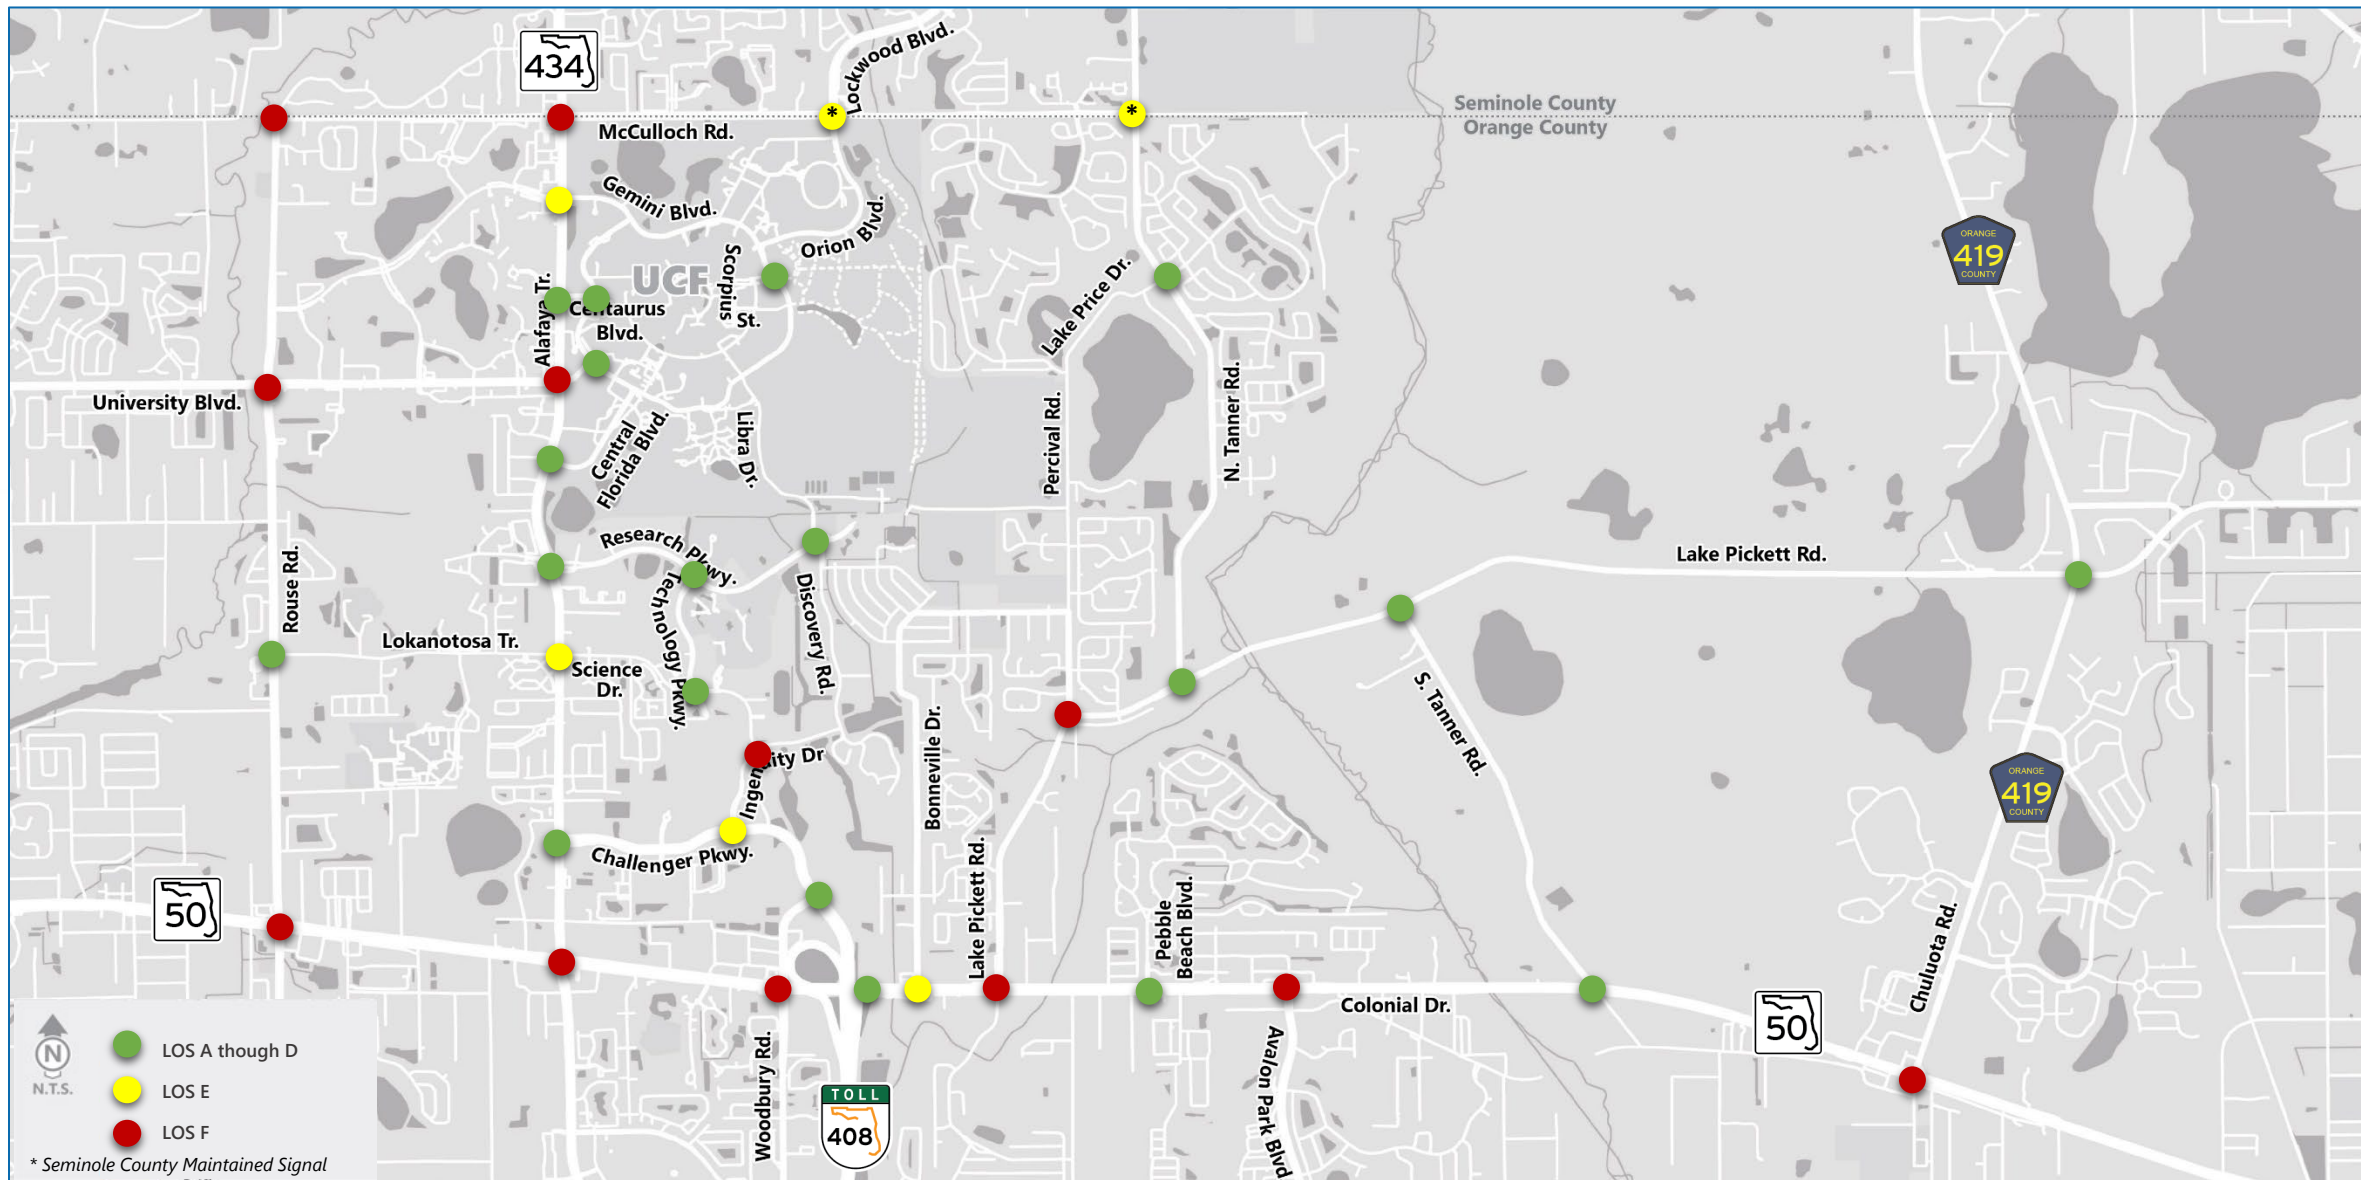 434
Lockwood Blvd.
*
*
McCulloch Rd.
Seminole County
Orange County
Gemini Blvd.
Orion Blvd.
Scorpius
St.
UCF
Alafaya Tr.
Centaurus
Blvd.
Lake Price Dr.
ORANGE
419
COUNTY
University Blvd.
Central
Florida Blvd.
Libra Dr.
Percival Rd.
N. Tanner Rd.
Research Pkwy.
Technology Pkwy.
Discovery Rd.
Lake Pickett Rd.
Rouse Rd.
Lokanotosa Tr.
Science
Dr.
S. Tanner Rd.
Ingenuity Dr
Bonneville Dr.
ORANGE
419
COUNTY
Challenger Pkwy.
Lake Pickett Rd.
Pebble
Beach Blvd.
50
Chuluota Rd.
Colonial Dr.
50
Woodbury Rd.
Avalon Park Blvd
TOLL
408
N
N.T.S.
LOS A though D
LOS E
LOS F
* Seminole County Maintained Signal